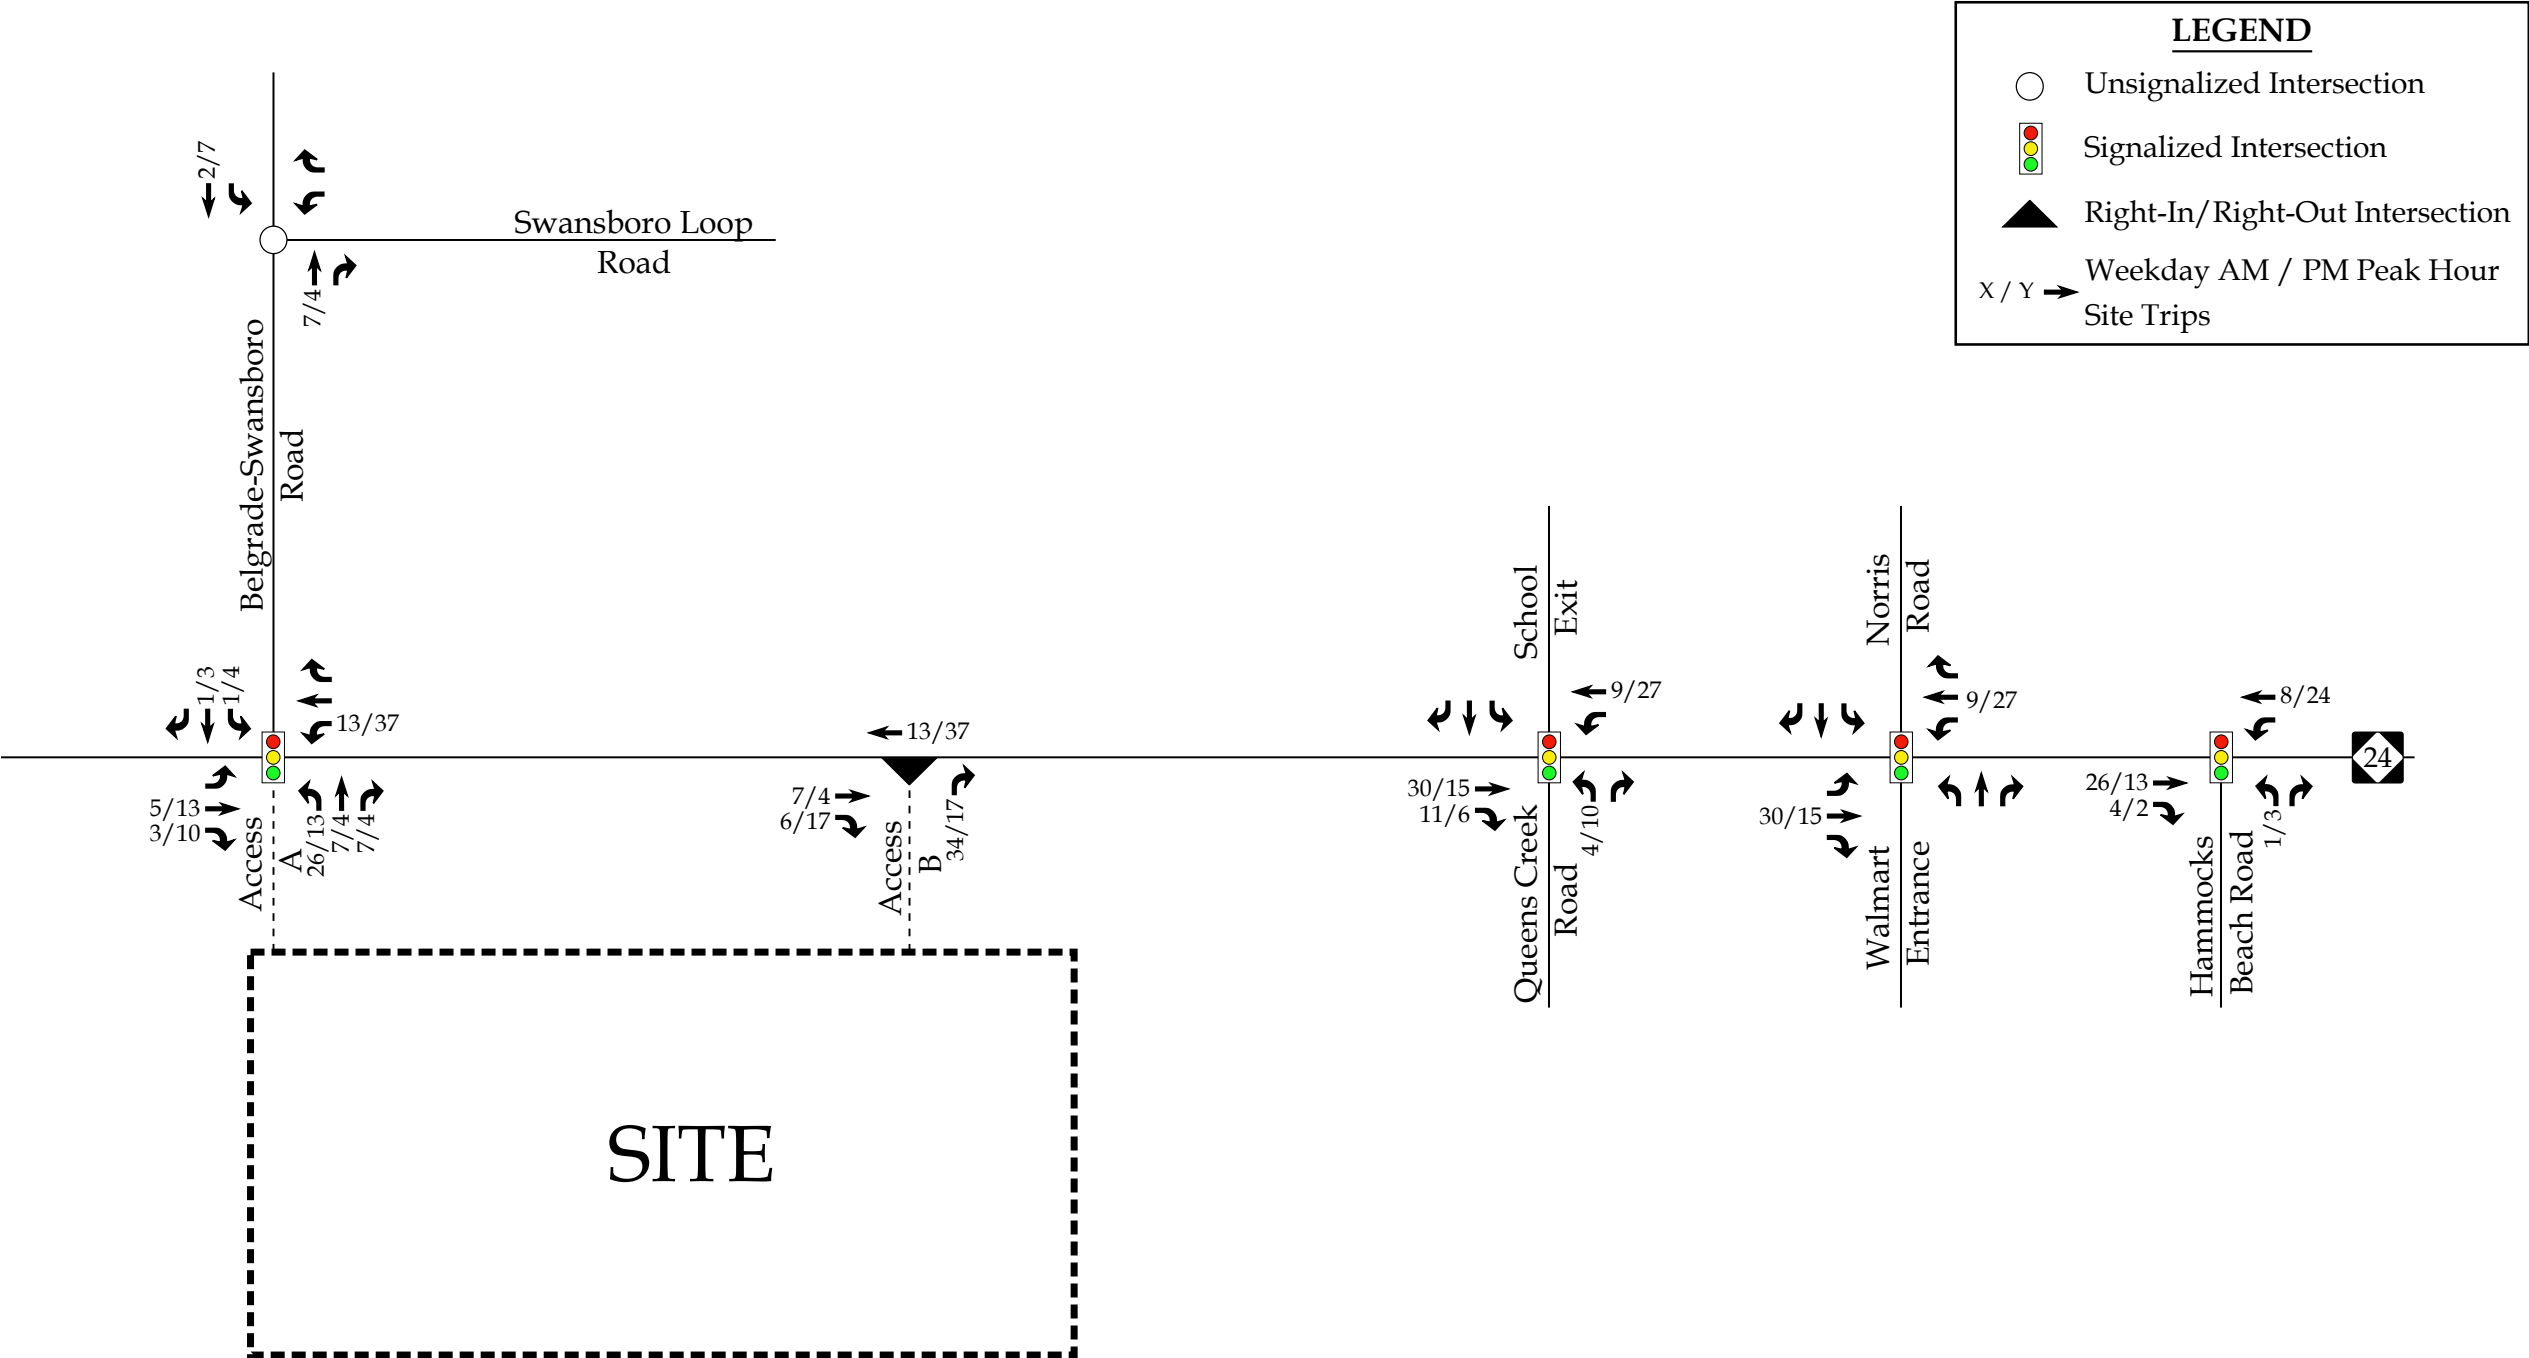 LEGEND
Unsignalized Intersection
Signalized Intersection
Right-In/Right-Out Intersection
X / Y
Weekday AM / PM Peak Hour
Site Trips
2/7
Swansboro Loop
Road
7/4
Belgrade-Swansboro
Road
1/3
1/4
13/37
5/13
3/10
Access
A
26/13
7/4
7/4
13/37
7/4
6/17
Access
B
34/17
School
Exit
9/27
30/15
11/6
Queens Creek
Road
4/10
Norris
Road
9/27
30/15
Walmart
Entrance
8/24
26/13
4/2
Hammocks
Beach Road
1/3
24
SITE